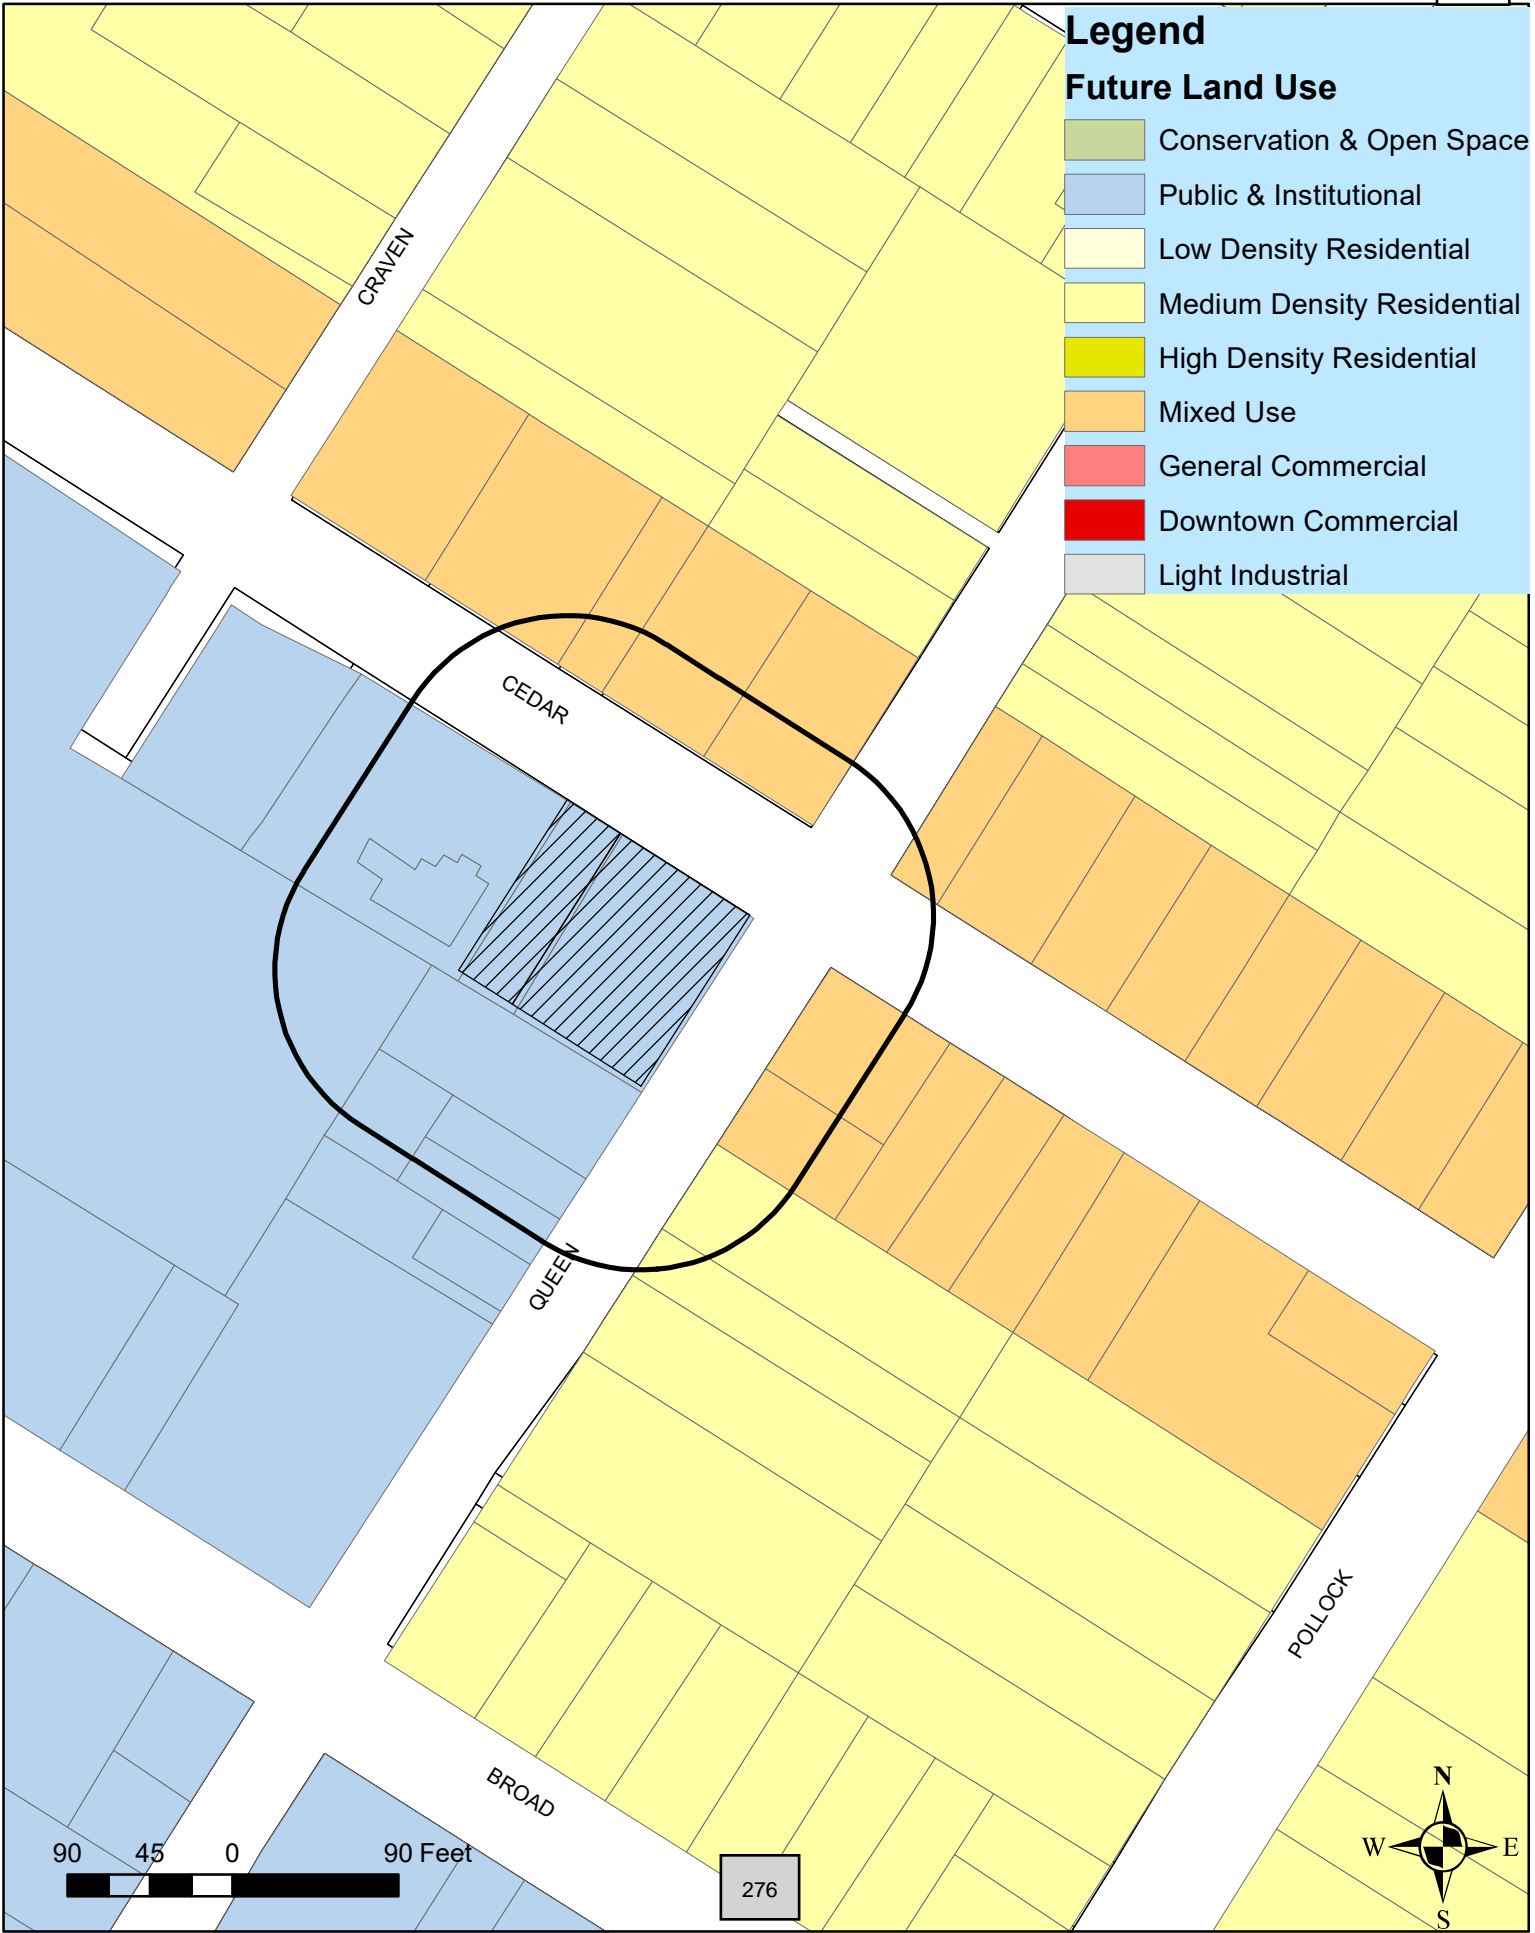 Legend
Future Land Use
Conservation & Open Space
Public & Institutional
Low Density Residential
Medium Density Residential
High Density Residential
Mixed Use
General Commercial
Downtown Commercial
Light Industrial
CRAVEN
CEDAR
QUEEN
POLLOCK
BROAD
N
W E
S
90 45 0 90 Feet
276